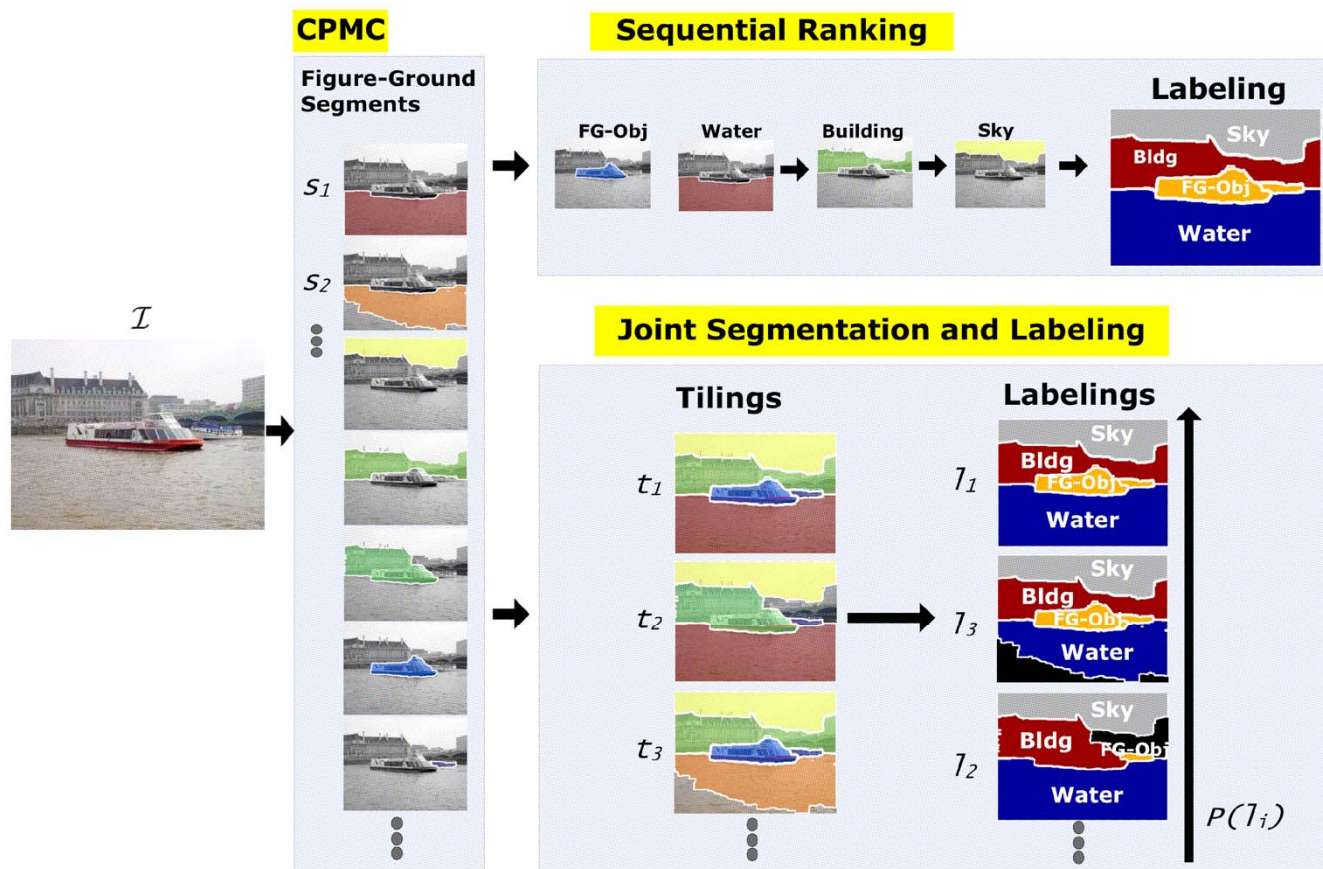 CPMC
Figure-Ground
Segments
s1
s2
I
Sequential Ranking
FG-Obj
Water
Building
Sky
Labeling
Sky
Bldg
FG-Obj
Water
Joint Segmentation and Labeling
Tilings
t1
t2
t3
Labelings
l1
Sky
Bldg
FG-Obj
Water
l3
Sky
Bldg
FG-Obj
Water
l2
Sky
Bldg
FG-Obj
Water
P(li)